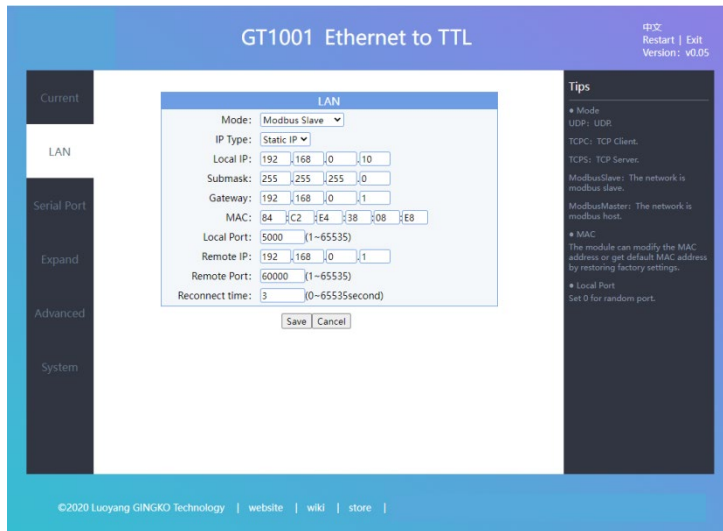 GT1001 Ethernet to TTL
中文
Restart | Exit
Version: v0.05
Current
LAN
Serial Port
Expand
Advanced
System
LAN
Mode: Modbus Slave
IP Type: Static IP
Local IP: 192 .168 .0 .10
Submask: 255 .255 .255 .0
Gateway: 192 .168 .0 .1
MAC: 84 :C2 :E4 :38 :08 :E8
Local Port: 5000 (1~65535)
Remote IP: 192 .168 .0 .1
Remote Port: 60000 (1~65535)
Reconnect time: 3 (0~65535second)
Save Cancel
Tips
● Mode
UDP: UDP.
TCPC: TCP Client.
TCPS: TCP Server.
ModbusSlave: The network is
modbus slave.
ModbusMaster: The network is
modbus host.
● MAC
The module can modify the MAC
address or get default MAC address
by restoring factory settings.
● Local Port
Set 0 for random port.
©2020 Luoyang GINGKO Technology | website | wiki | store |